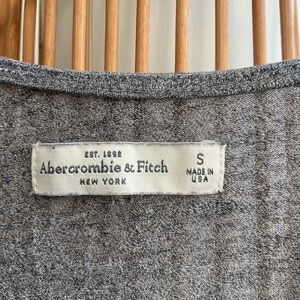 EST. 1892
Abercrombie & Fitch
NEW YORK
S
MADE IN
USA